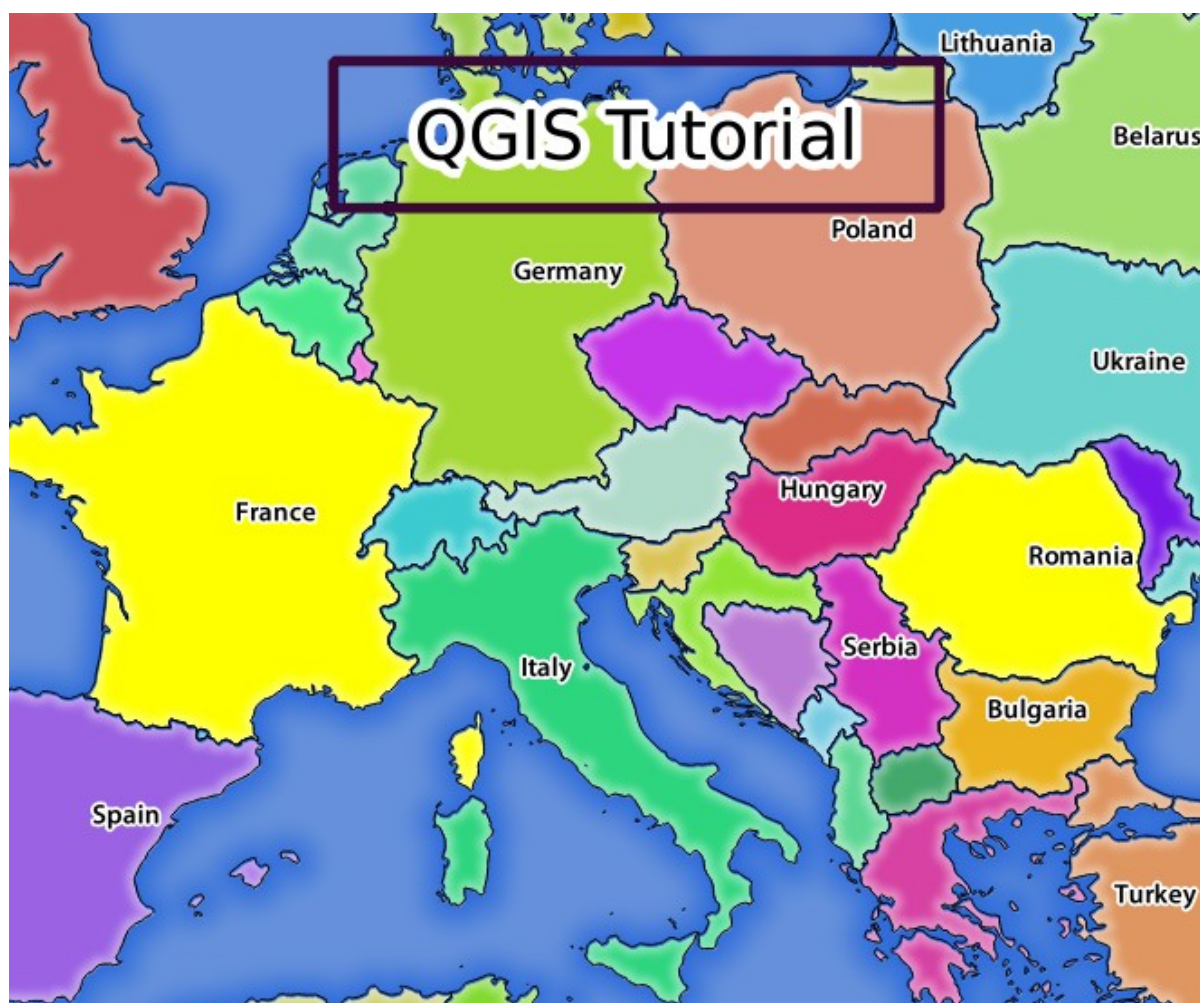 Lithuania
QGIS Tutorial
Belarus
Poland
Germany
Ukraine
Hungary
France
Romania
Serbia
Italy
Bulgaria
Spain
Turkey